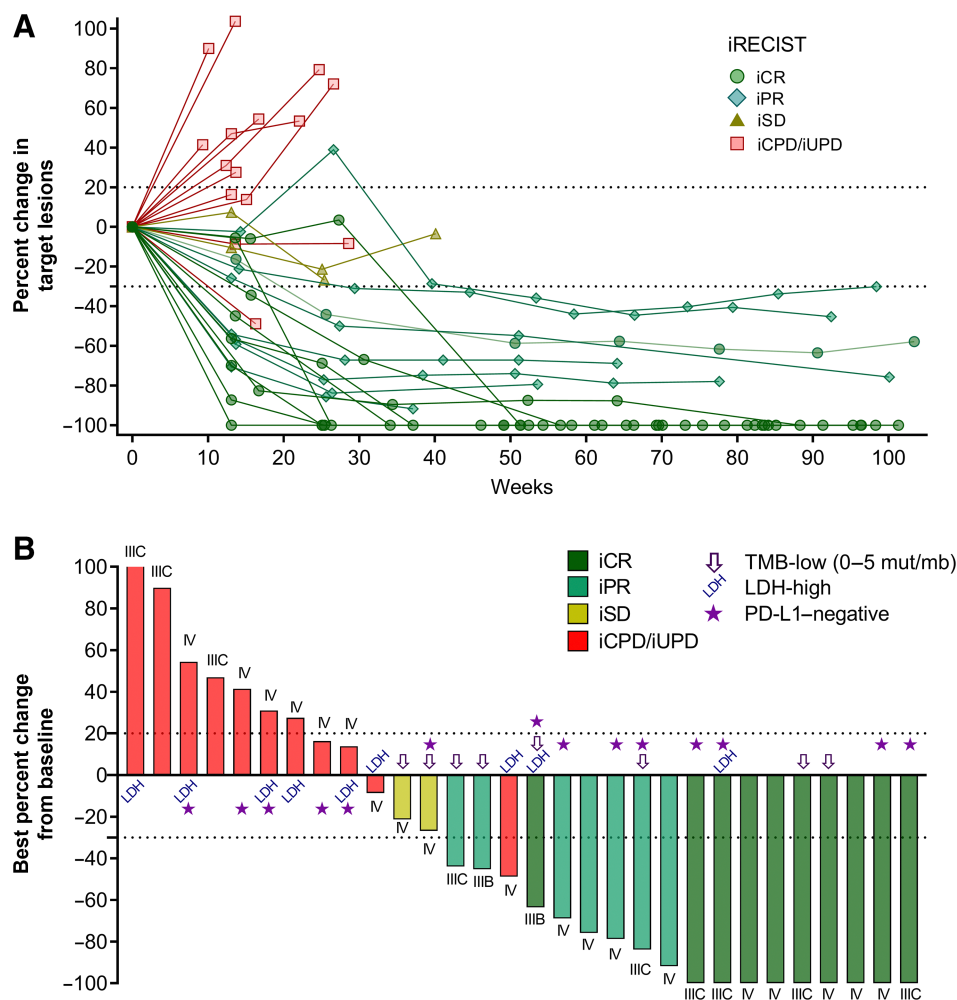 A
iRECIST
iCR
iPR
iSD
iCPD/iUPD
Percent change in
target lesions
100
80
60
40
20
0
−20
−40
−60
−80
−100
0 10 20 30 40 50 60 70 80 90 100
Weeks
B
iCR
iPR
iSD
iCPD/iUPD
TMB-low (0–5 mut/mb)
LDH LDH-high
PD-L1–negative
Best percent change
from baseline
100
80
60
40
20
0
−20
−40
−60
−80
−100
IIIC IIIC IV IIIC IV IV IV IV IV
LDH LDH LDH LDH
LDH LDH LDH LDH LDH
IV IV IV IIIC IIIB IV IIIB IV IV IV IIIC IV IIIC IIIC IV IV IIIC IV IV IV IIIC